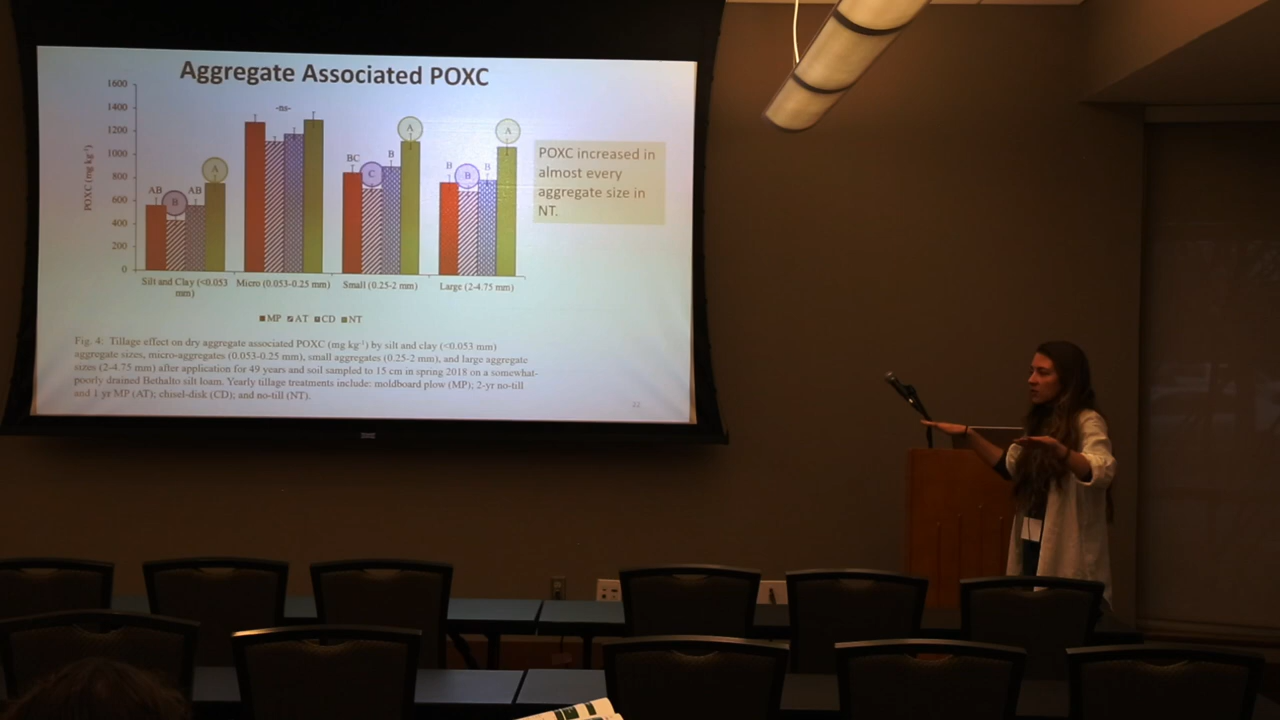 Aggregate Associated POXC
1600
1400
1200
1000
800
600
400
200
0
POXC (mg kg⁻¹)
AB
B
AB
A
-ns-
BC
C
B
A
B
B
B
A
Silt and Clay (<0.053
mm)
Micro (0.053-0.25 mm)
Small (0.25-2 mm)
Large (2-4.75 mm)
MP AT CD NT
POXC increased in
almost every
aggregate size in
NT.
Fig. 4: Tillage effect on dry aggregate associated POXC (mg kg⁻¹) by silt and clay (<0.053 mm)
aggregate sizes, micro-aggregates (0.053-0.25 mm), small aggregates (0.25-2 mm), and large aggregate
sizes (2-4.75 mm) after application for 49 years and soil sampled to 15 cm in spring 2018 on a somewhat-
poorly drained Bethalto silt loam. Yearly tillage treatments include: moldboard plow (MP); 2-yr no-till
and 1 yr MP (AT); chisel-disk (CD); and no-till (NT).